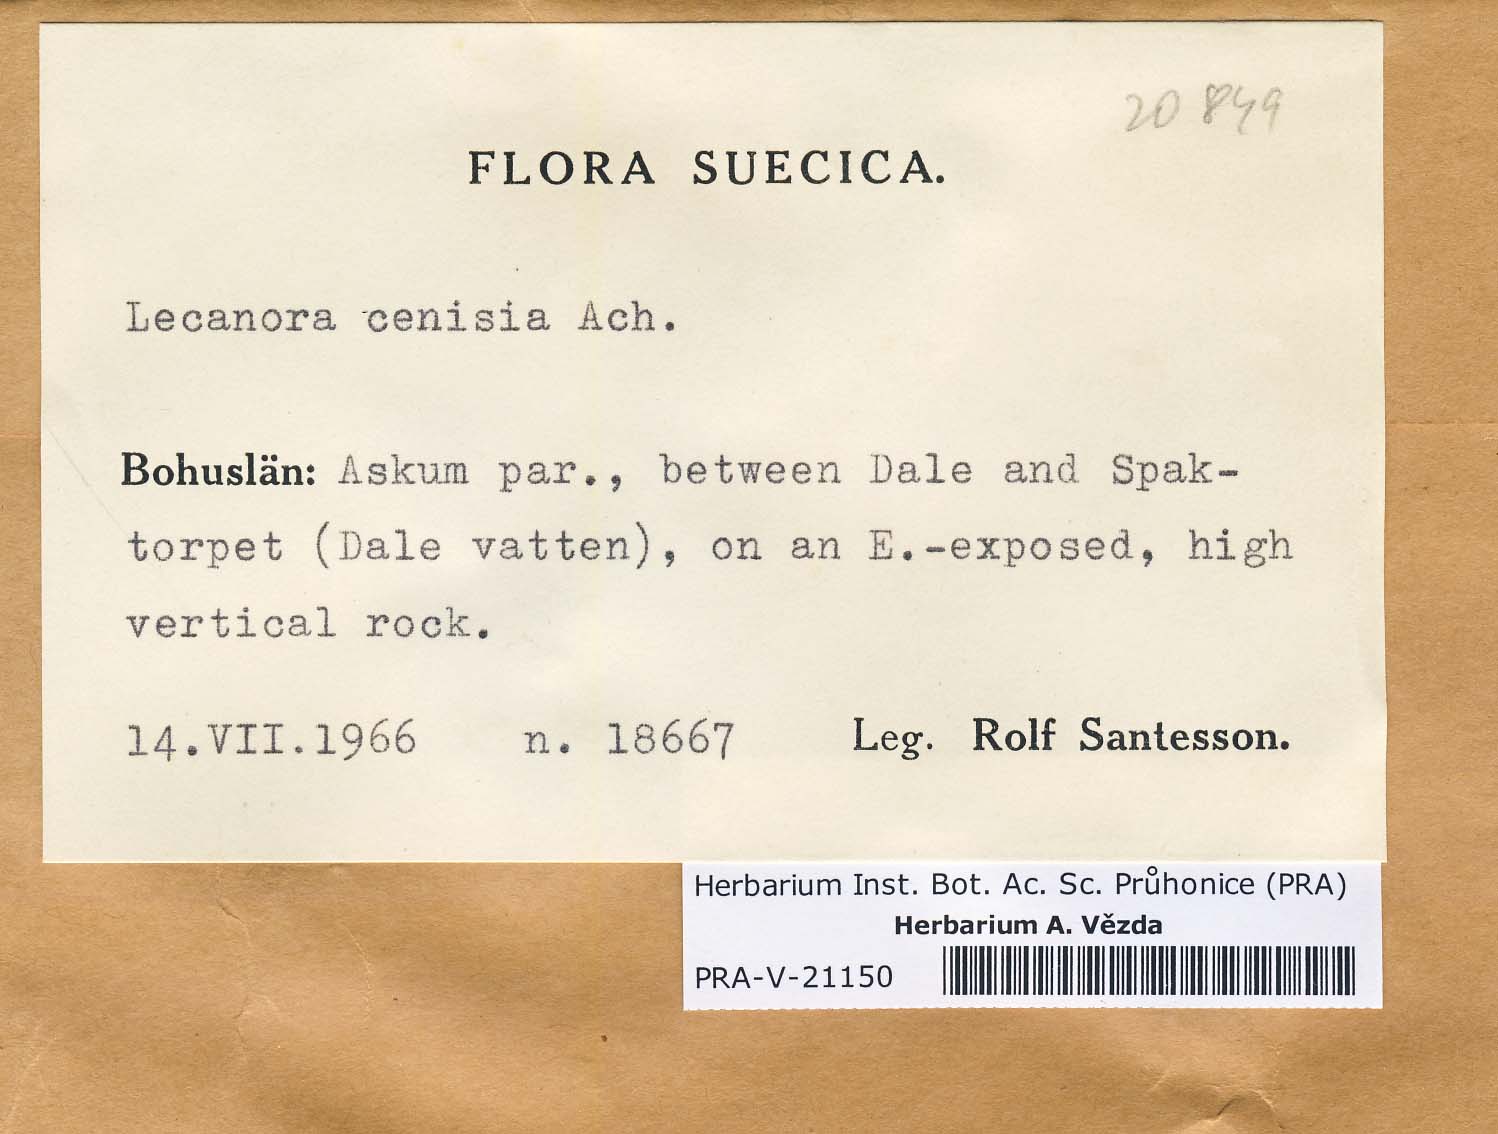 20 849
FLORA SUECICA.
Lecanora cenisia Ach.
Bohuslän: Askum par., between Dale and Spak-
torpet (Dale vatten), on an E.-exposed, high
vertical rock.
14.VII.1966 n. 18667 Leg. Rolf Santesson.
Herbarium Inst. Bot. Ac. Sc. Průhonice (PRA)
Herbarium A. Vězda
PRA-V-21150